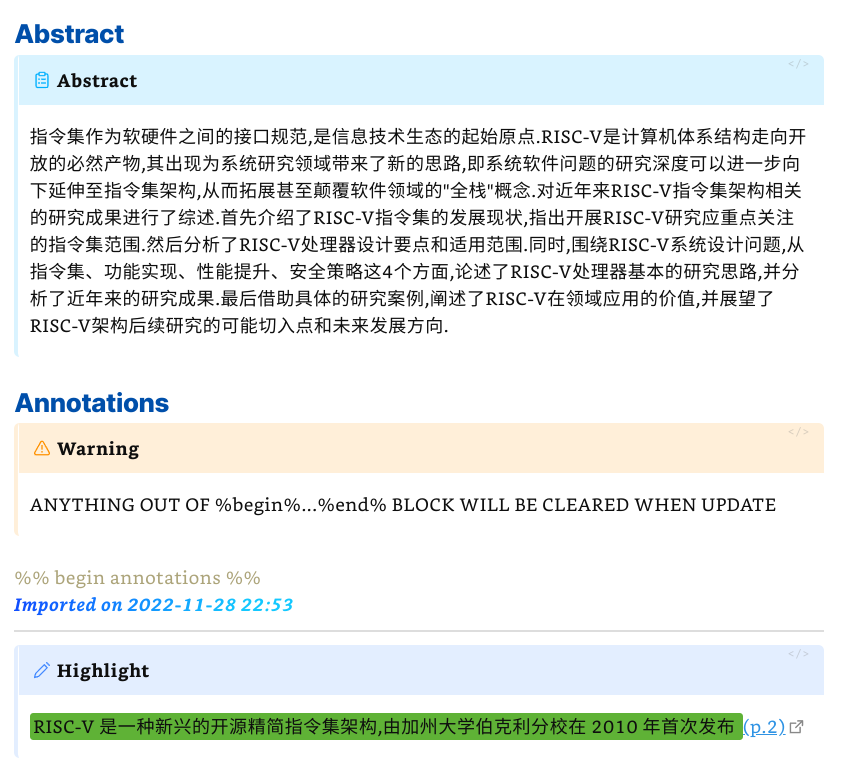 Abstract
</>
Abstract
指令集作为软硬件之间的接口规范,是信息技术生态的起始原点.RISC-V是计算机体系结构走向开
放的必然产物,其出现为系统研究领域带来了新的思路,即系统软件问题的研究深度可以进一步向
下延伸至指令集架构,从而拓展甚至颠覆软件领域的"全栈"概念.对近年来RISC-V指令集架构相关
的研究成果进行了综述.首先介绍了RISC-V指令集的发展现状,指出开展RISC-V研究应重点关注
的指令集范围.然后分析了RISC-V处理器设计要点和适用范围.同时,围绕RISC-V系统设计问题,从
指令集、功能实现、性能提升、安全策略这4个方面,论述了RISC-V处理器基本的研究思路,并分
析了近年来的研究成果.最后借助具体的研究案例,阐述了RISC-V在领域应用的价值,并展望了
RISC-V架构后续研究的可能切入点和未来发展方向.
Annotations
</>
Warning
ANYTHING OUT OF %begin%...%end% BLOCK WILL BE CLEARED WHEN UPDATE
%% begin annotations %%
Imported on 2022-11-28 22:53
</>
Highlight
RISC-V 是一种新兴的开源精简指令集架构,由加州大学伯克利分校在 2010 年首次发布 (p.2)